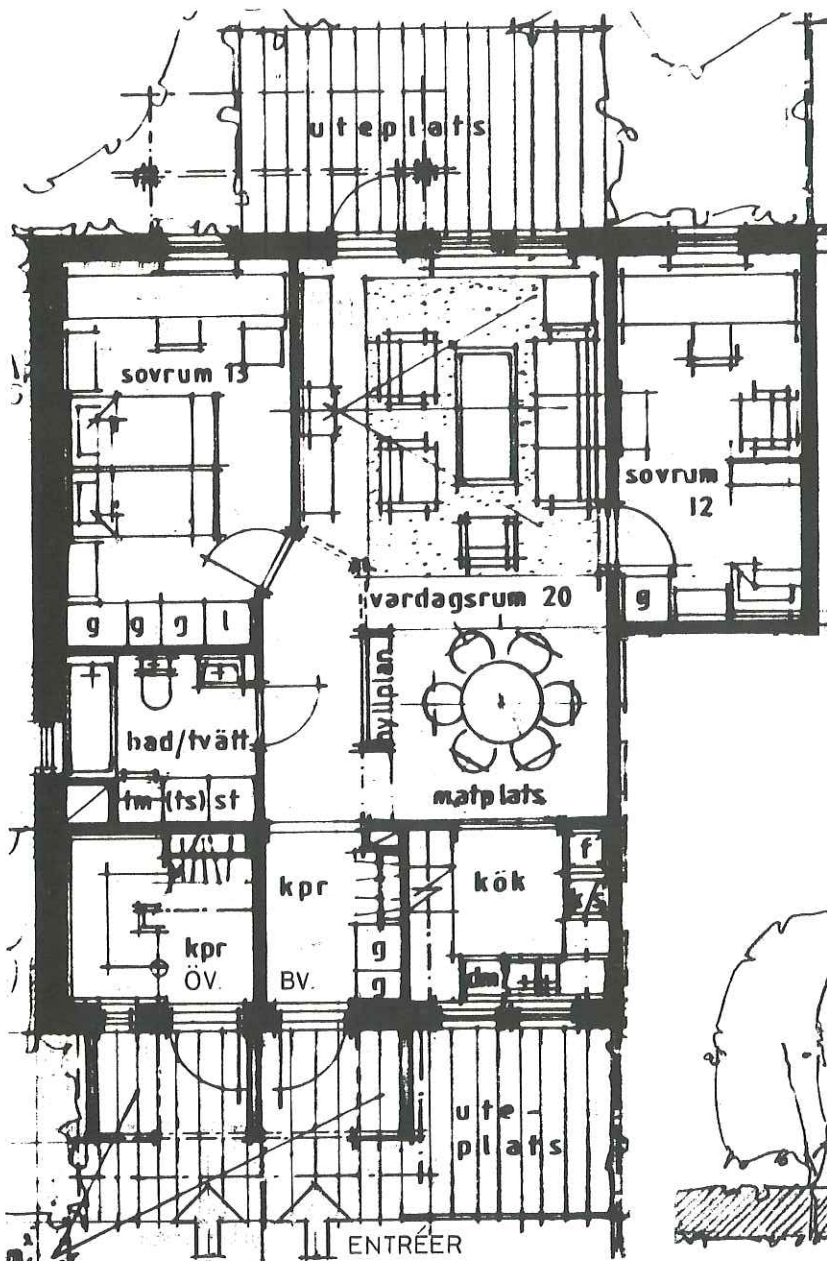 uteplats
sovrum 13
sovrum
12
g
g g g l
vardagsrum 20
hyllplan
bad/tvätt
tm (ts) st
matplats
kpr
kök
f
g
kpr
g
dm
ÖV.
BV.
ute-
plats
ENTRÉER